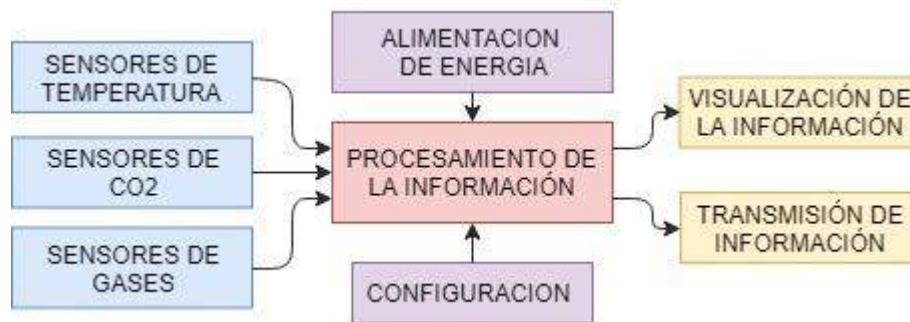 SENSORES DE
TEMPERATURA
SENSORES DE
CO2
SENSORES DE
GASES
ALIMENTACION
DE ENERGIA
PROCESAMIENTO DE
LA INFORMACIÓN
CONFIGURACION
VISUALIZACIÓN DE
LA INFORMACIÓN
TRANSMISIÓN DE
INFORMACIÓN